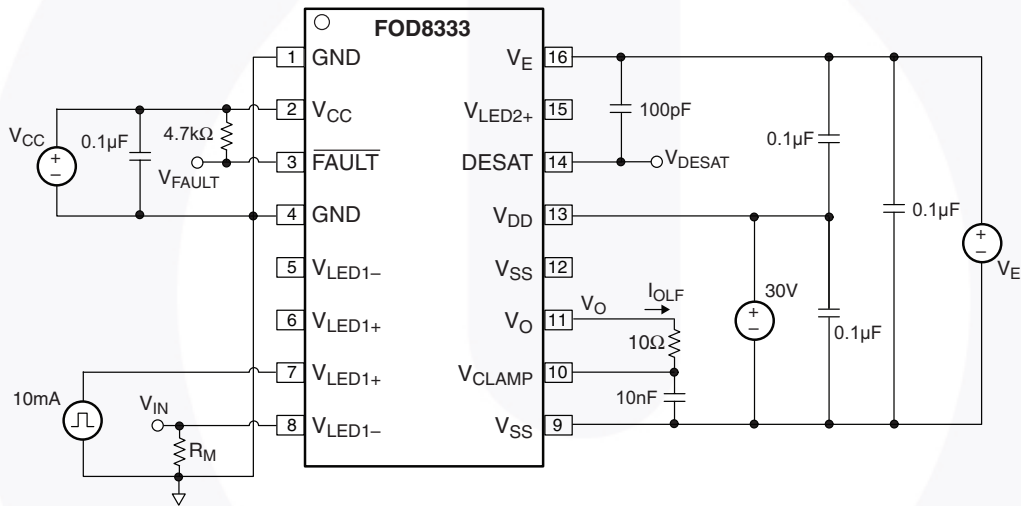 FOD8333
1 GND
2 VCC
3 FAULT
4 GND
5 VLED1–
6 VLED1+
7 VLED1+
8 VLED1–
VE 16
VLED2+ 15
DESAT 14
VDD 13
VSS 12
VO 11
VCLAMP 10
VSS 9
VCC
+
–
0.1µF
4.7kΩ
VFAULT
10mA
VIN
RM
100pF
VDESAT
0.1µF
0.1µF
+
–
VE
30V
+
–
0.1µF
VO
IOLF
10Ω
10nF